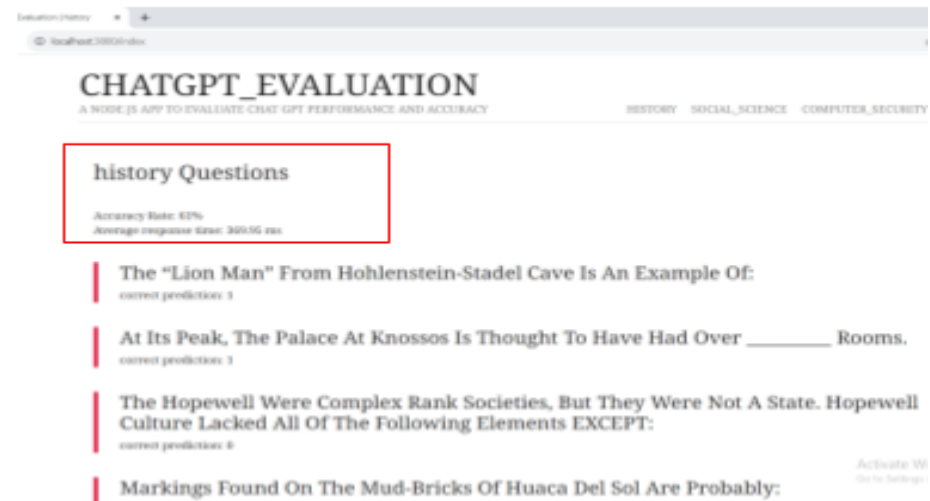 localhost:3000/index
CHATGPT_EVALUATION
A NODE JS APP TO EVALUATE CHAT GPT PERFORMANCE AND ACCURACY
HISTORY SOCIAL_SCIENCE COMPUTER_SECURITY
history Questions
Accuracy Rate:
Average response time: 369.95 ms
The “Lion Man” From Hohlenstein-Stadel Cave Is An Example Of:
correct prediction: 1
At Its Peak, The Palace At Knossos Is Thought To Have Had Over ________ Rooms.
correct prediction: 1
The Hopewell Were Complex Rank Societies, But They Were Not A State. Hopewell
Culture Lacked All Of The Following Elements EXCEPT:
correct prediction: 0
Markings Found On The Mud-Bricks Of Huaca Del Sol Are Probably:
Activate
Go to Settings